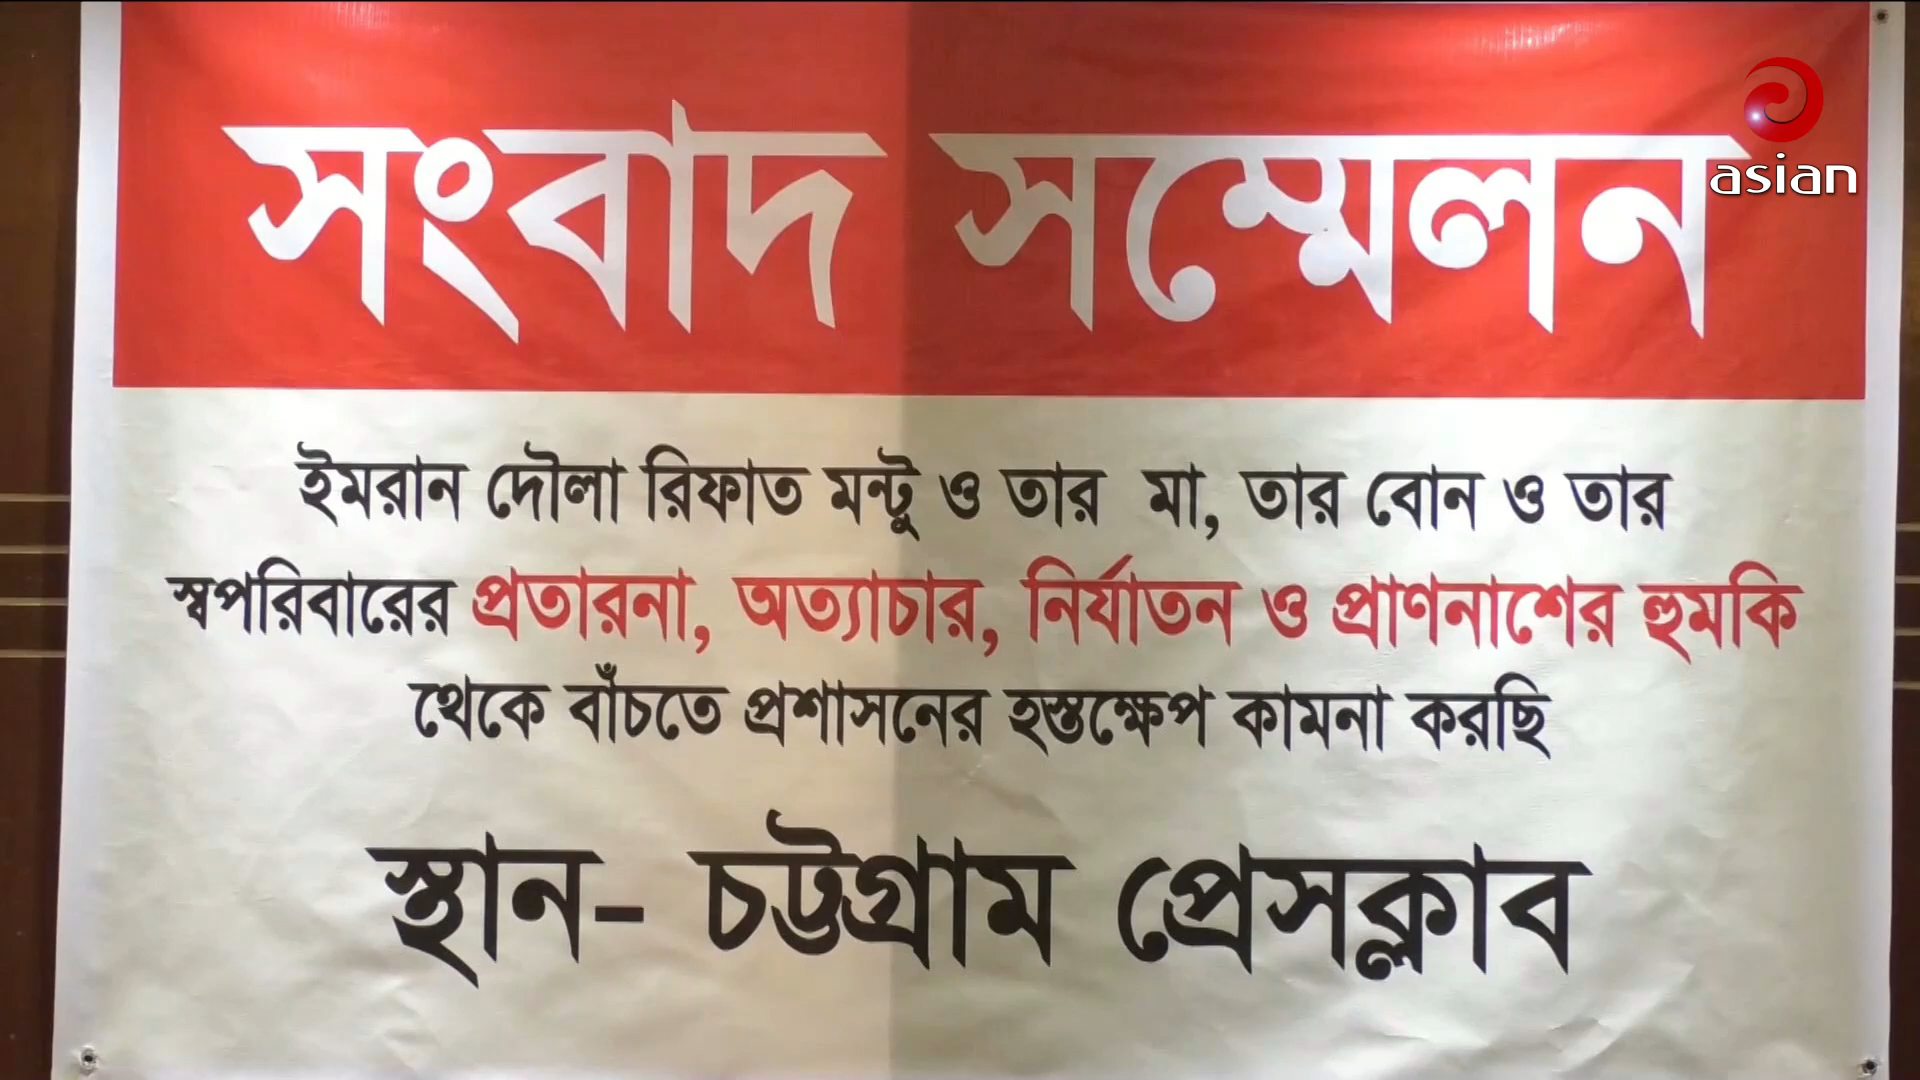 সংবাদ সম্মেলন
asian
ইমরান দৌলা রিফাত মন্টু ও তার মা, তার বোন ও তার
স্বপরিবারের প্রতারনা, অত্যাচার, নির্যাতন ও প্রাণনাশের হুমকি
থেকে বাঁচতে প্রশাসনের হস্তক্ষেপ কামনা করছি
স্থান- চট্টগ্রাম প্রেসক্লাব